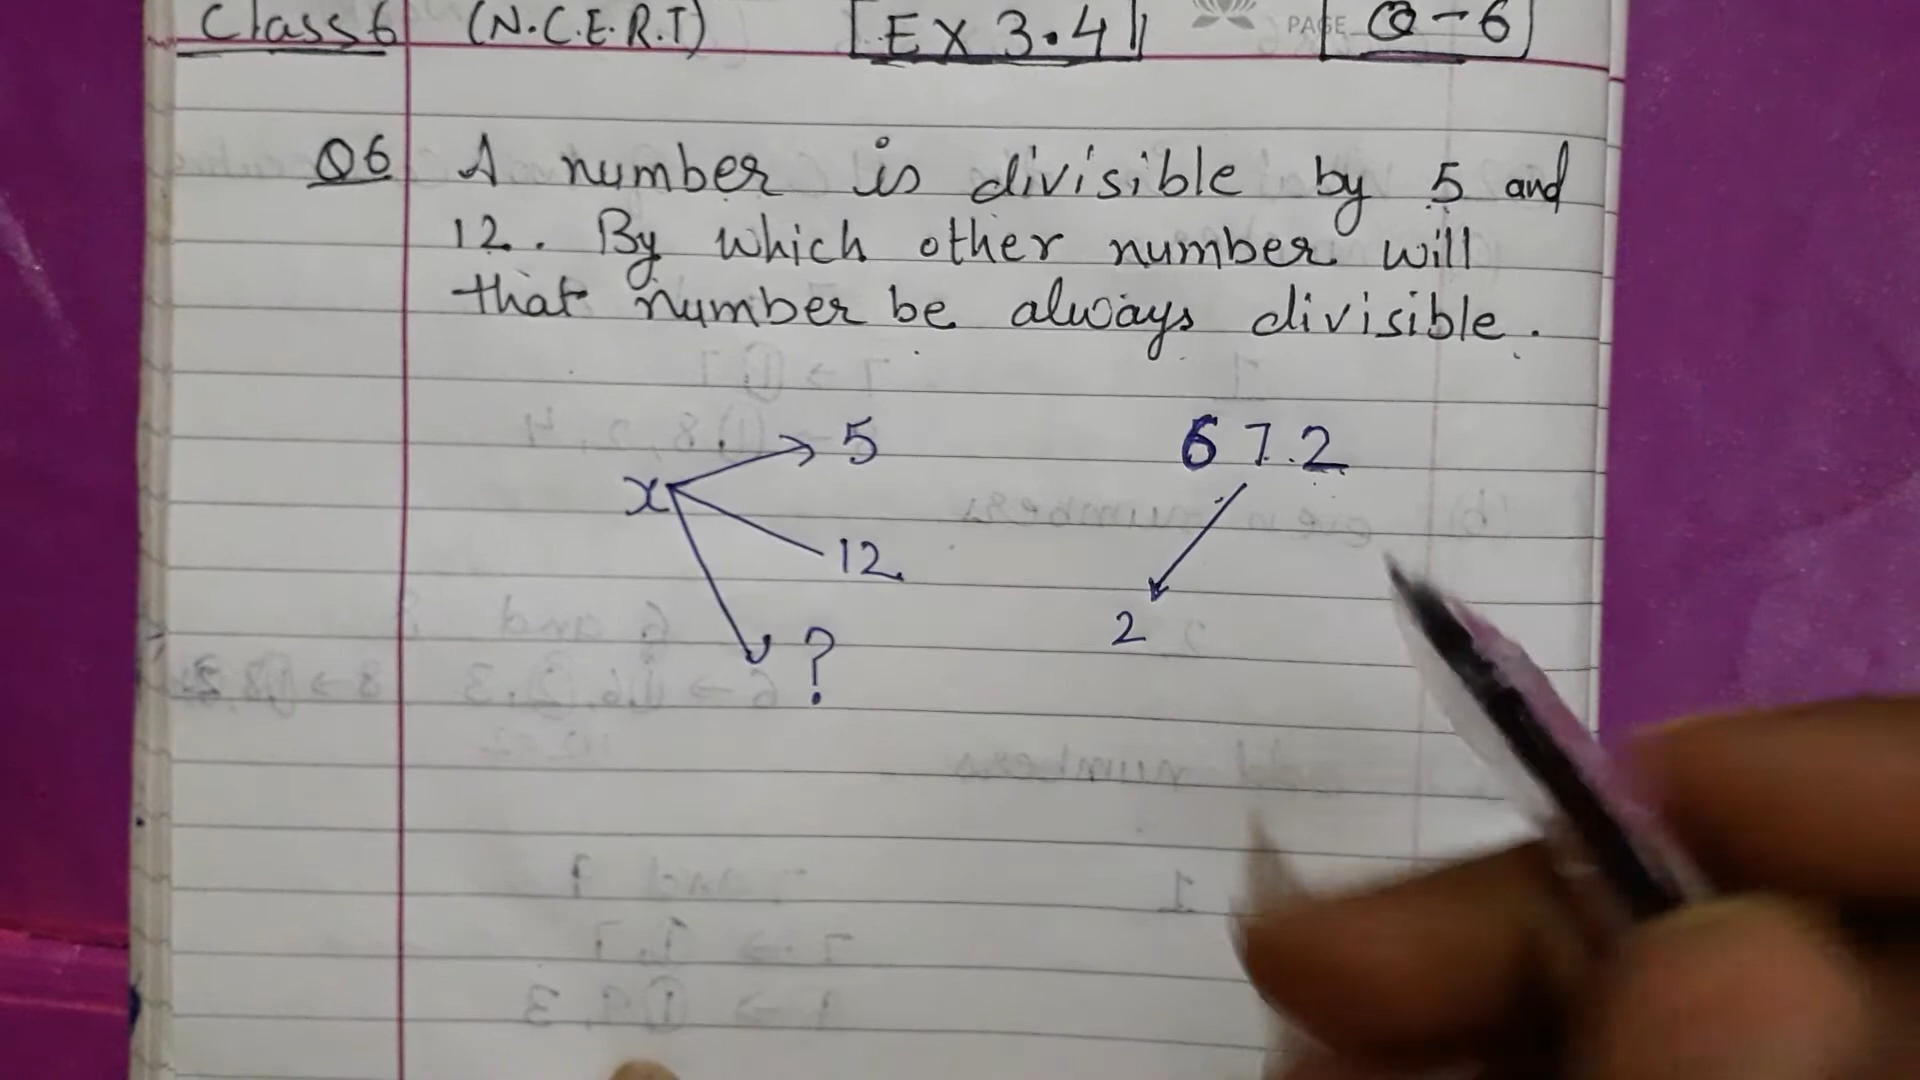 Class 6 (N.C.E.R.T) [EX 3.4] PAGE Q-6
Q6 A number is divisible by 5 and
12. By which other number will
that number be always divisible.
x 5 672
12
2
?